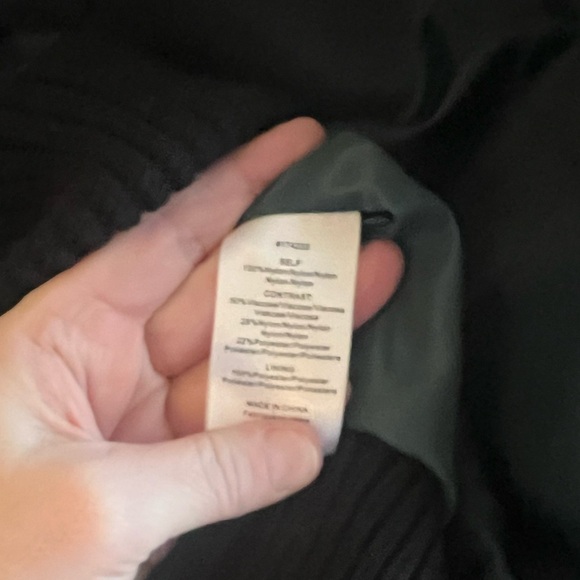 SELF
100%Nylon/Nylon/Nylon
Nylon/Nylon
CONTRAST:
50%Viscose/Viscose/Viscose
Viscose/Viscose
28%Nylon/Nylon/Nylon
Nylon/Nylon
22%Polyester/Polyester
Polyester/Polyester/Polyester
LINING
100%Polyester/Polyester
Polyester/Polyester/Polyester
MADE IN CHINA